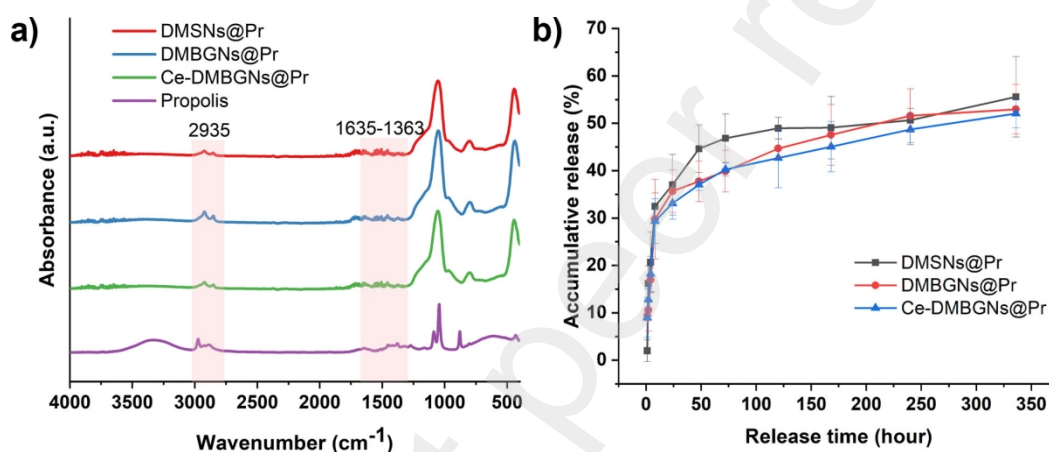 a)
DMSNs@Pr
DMBGNs@Pr
Ce-DMBGNs@Pr
Propolis
2935
1635-1363
Absorbance (a.u.)
4000 3500 3000 2500 2000 1500 1000 500
Wavenumber (cm-1)
b)
70
60
50
40
30
20
10
0
Accumulative release (%)
DMSNs@Pr
DMBGNs@Pr
Ce-DMBGNs@Pr
0 50 100 150 200 250 300 350
Release time (hour)